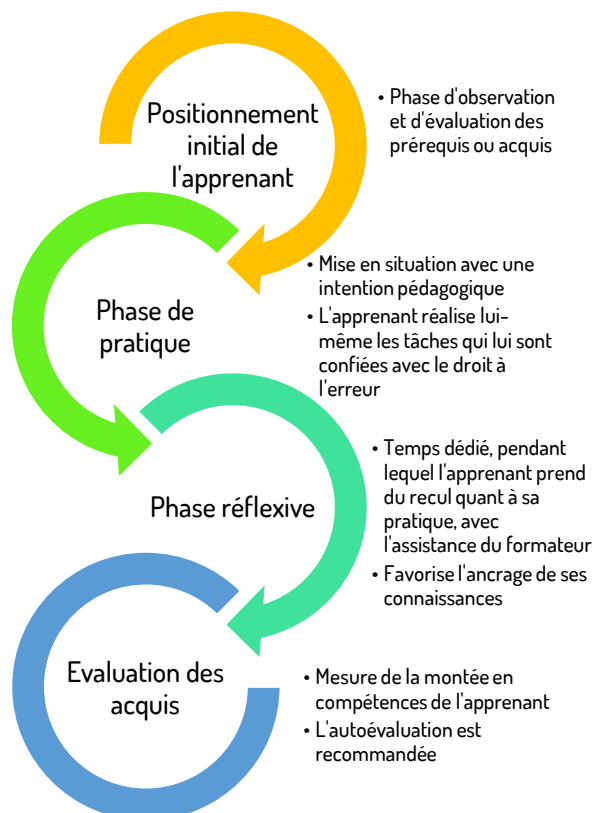 Positionnement
initial de
l'apprenant
• Phase d'observation
et d'évaluation des
prérequis ou acquis
Phase de
pratique
• Mise en situation avec une
intention pédagogique
• L'apprenant réalise lui-
même les tâches qui lui sont
confiées avec le droit à
l'erreur
Phase réflexive
• Temps dédié, pendant
lequel l'apprenant prend
du recul quant à sa
pratique, avec
l'assistance du formateur
• Favorise l'ancrage de ses
connaissances
Evaluation des
acquis
• Mesure de la montée en
compétences de l'apprenant
• L'autoévaluation est
recommandée